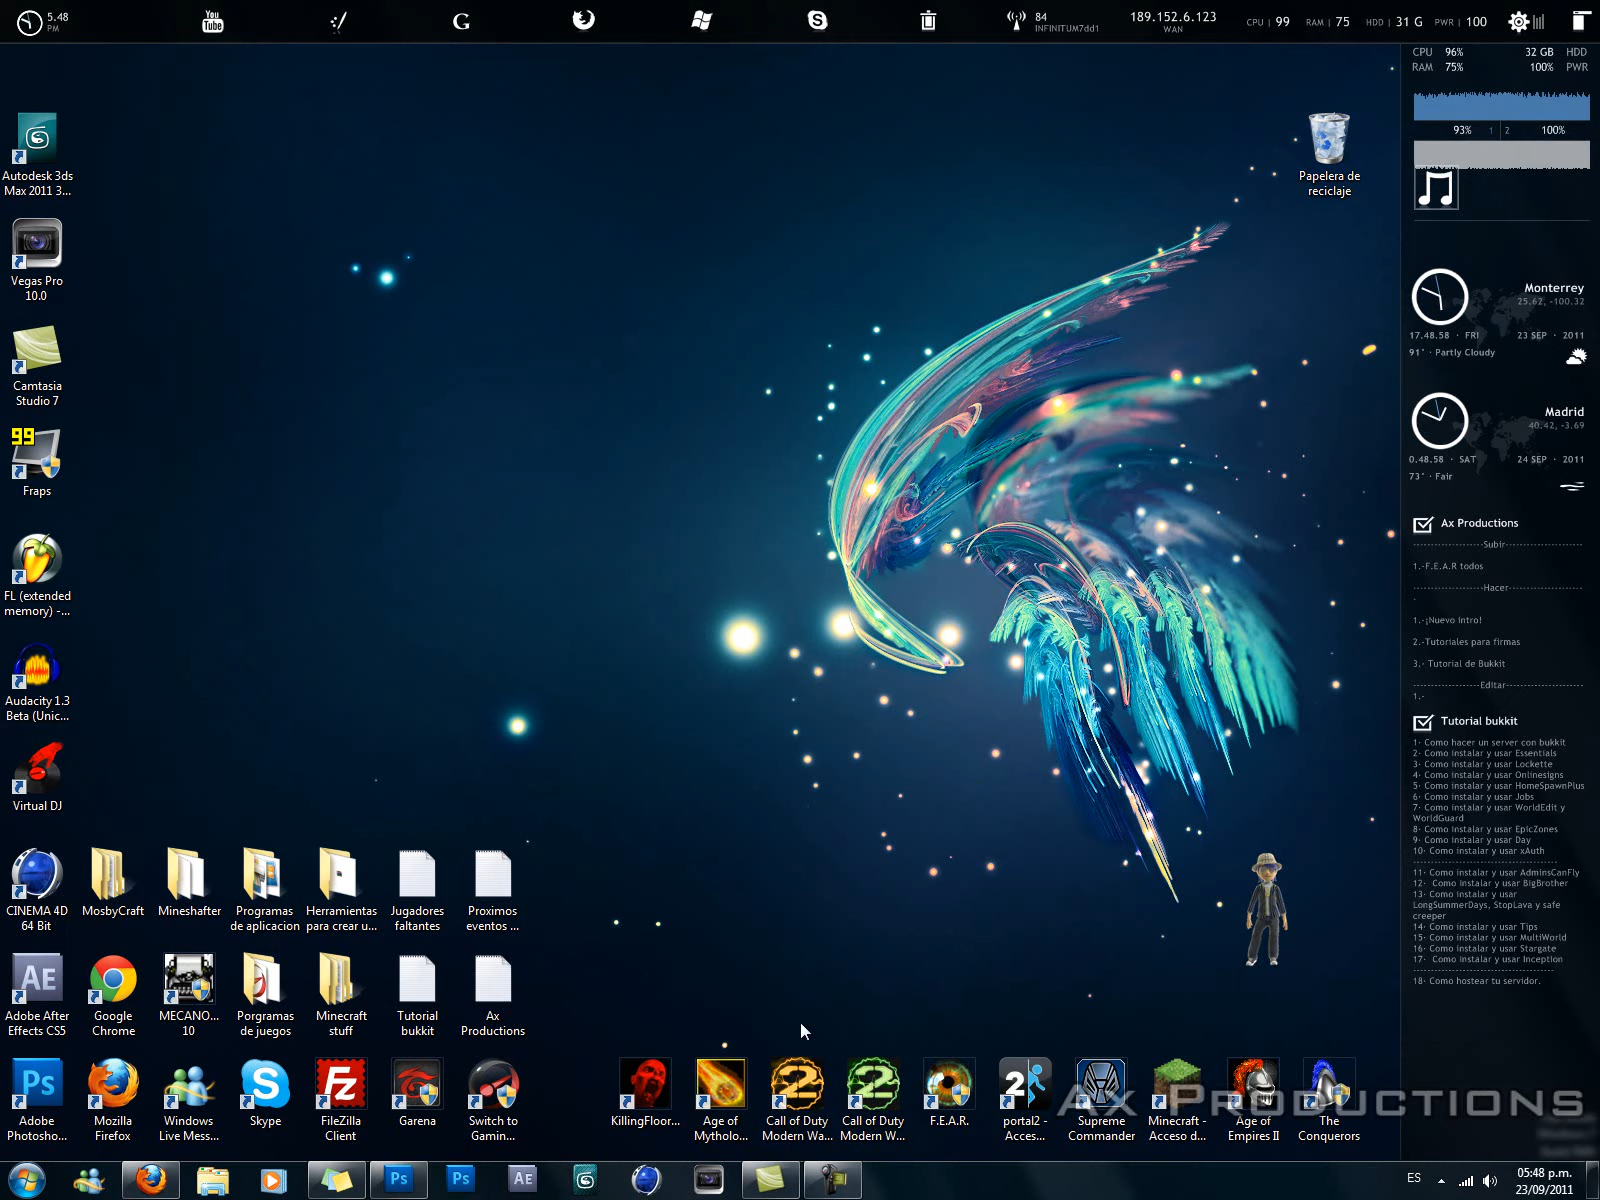 5.48
PM
You
Tube
G
84
INFINITUM7dd1
189.152.6.123
WAN
CPU | 99
RAM | 75
HDD | 31 G
PWR | 100
CPU 96% 32 GB HDD
RAM 75% 100% PWR
93% 1 2 100%
Monterrey
25.62, -100.32
17.48.58 · FRI 23 SEP · 2011
91° · Partly Cloudy
Madrid
40.42, -3.69
0.48.58 · SAT 24 SEP · 2011
73° · Fair
Ax Productions
Subir
1.-F.E.A.R todos
Hacer
1.-¡Nuevo intro!
2.-Tutoriales para firmas
3.- Tutorial de Bukkit
Editar
1.-
Tutorial bukkit
1- Como hacer un server con bukkit
2- Como instalar y usar Essentials
3- Como instalar y usar Lockette
4- Como instalar y usar Onlinesigns
5- Como instalar y usar HomeSpawnPlus
6- Como instalar y usar Jobs
7- Como instalar y usar WorldEdit y
WorldGuard
8- Como instalar y usar EpicZones
9- Como instalar y usar Day
10- Como instalar y usar xAuth
11- Como instalar y usar AdminsCanFly
12- Como instalar y usar BigBrother
13- Como instalar y usar
LongSummerDays, StopLava y safe
creeper
14- Como instalar y usar Tips
15- Como instalar y usar MultiWorld
16- Como instalar y usar Stargate
17- Como instalar y usar Inception
18- Como hostear tu servidor.
Papelera de
reciclaje
Autodesk 3ds
Max 2011 3...
Vegas Pro
10.0
Camtasia
Studio 7
99
Fraps
FL (extended
memory) -...
Audacity 1.3
Beta (Unic...
Virtual DJ
CINEMA 4D
64 Bit
MosbyCraft
Mineshafter
Programas
de aplicacion
Herramientas
para crear u...
Jugadores
faltantes
Proximos
eventos ...
AE
Adobe After
Effects CS5
Google
Chrome
MECANO...
10
Porgramas
de juegos
Minecraft
stuff
Tutorial
bukkit
Ax
Productions
Ps
Adobe
Photosho...
Mozilla
Firefox
Windows
Live Mess...
Skype
Fz
FileZilla
Client
Garena
Switch to
Gamin...
KillingFloor...
Age of
Mytholo...
2
Call of Duty
Modern Wa...
2
Call of Duty
Modern W...
F.E.A.R.
2
portal2 -
Acces...
Supreme
Commander
Minecraft -
Acceso d...
Age of
Empires II
The
Conquerors
Ax Productions
Ps
Ps
AE
ES
05:48 p.m.
23/09/2011